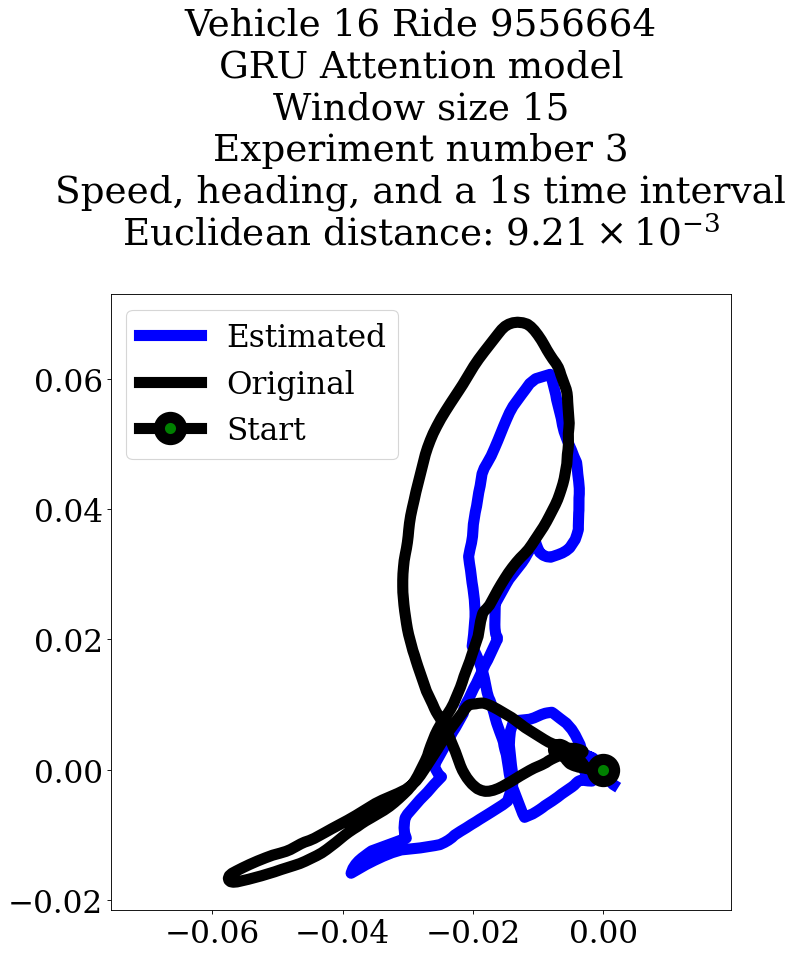 Vehicle 16 Ride 9556664
GRU Attention model
Window size 15
Experiment number 3
Speed, heading, and a 1s time interval
Euclidean distance: 9.21 × 10⁻³
Estimated
Original
Start
0.06
0.04
0.02
0.00
−0.02
−0.06 −0.04 −0.02 0.00